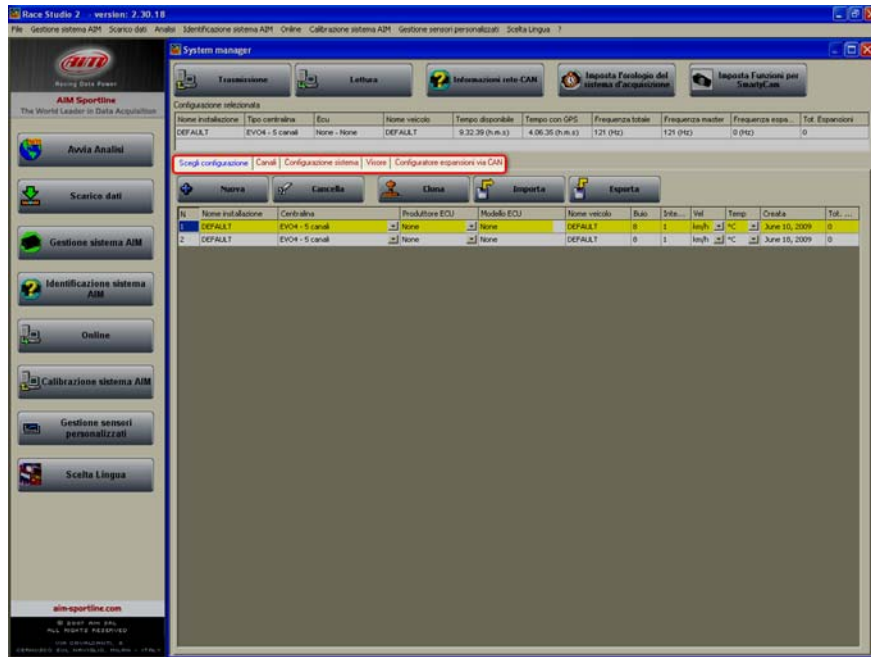 Race Studio 2 - version: 2.30.18
File Gestione sistema AIM Scarico dati Analisi Identificazione sistema AIM Online Calibrazione sistema AIM Gestione sensori personalizzati Scelta Lingua ?
AIM
Racing Data Power
AIM Sportline
The World Leader in Data Acquisition
Avvia Analisi
Scarico dati
Gestione sistema AIM
Identificazione sistema
AIM
Online
Calibrazione sistema AIM
Gestione sensori
personalizzati
Scelta Lingua
aim-sportline.com
© 2007 AIM SRL
ALL RIGHTS RESERVED
System manager
Trasmissione
Lettura
Informazioni rete CAN
Imposta l'orologio del
sistema d'acquisizione
Imposta Funzioni per
SmartyCam
Configurazione selezionata
Nome installazione Tipo centralina Ecu Nome veicolo Tempo disponibile Tempo con GPS Frequenza totale Frequenza master Frequenza espa... Tot. Espansioni
DEFAULT EVO4 - 5 canali None - None DEFAULT 9.32.39 (h.m.s) 4.06.35 (h.m.s) 121 (Hz) 121 (Hz) 0 (Hz) 0
Scegli configurazione Canali Configurazione sistema Visore Configuratore espansioni via CAN
Nuova
Cancella
Clona
Importa
Esporta
N Nome installazione Centralina Produttore ECU Modello ECU Nome veicolo Buio Inte... Vel Temp Creata Tot. ...
1 DEFAULT EVO4 - 5 canali None None DEFAULT 8 1 km/h °C June 10, 2009 0
2 DEFAULT EVO4 - 5 canali None None DEFAULT 8 1 km/h °C June 10, 2009 0